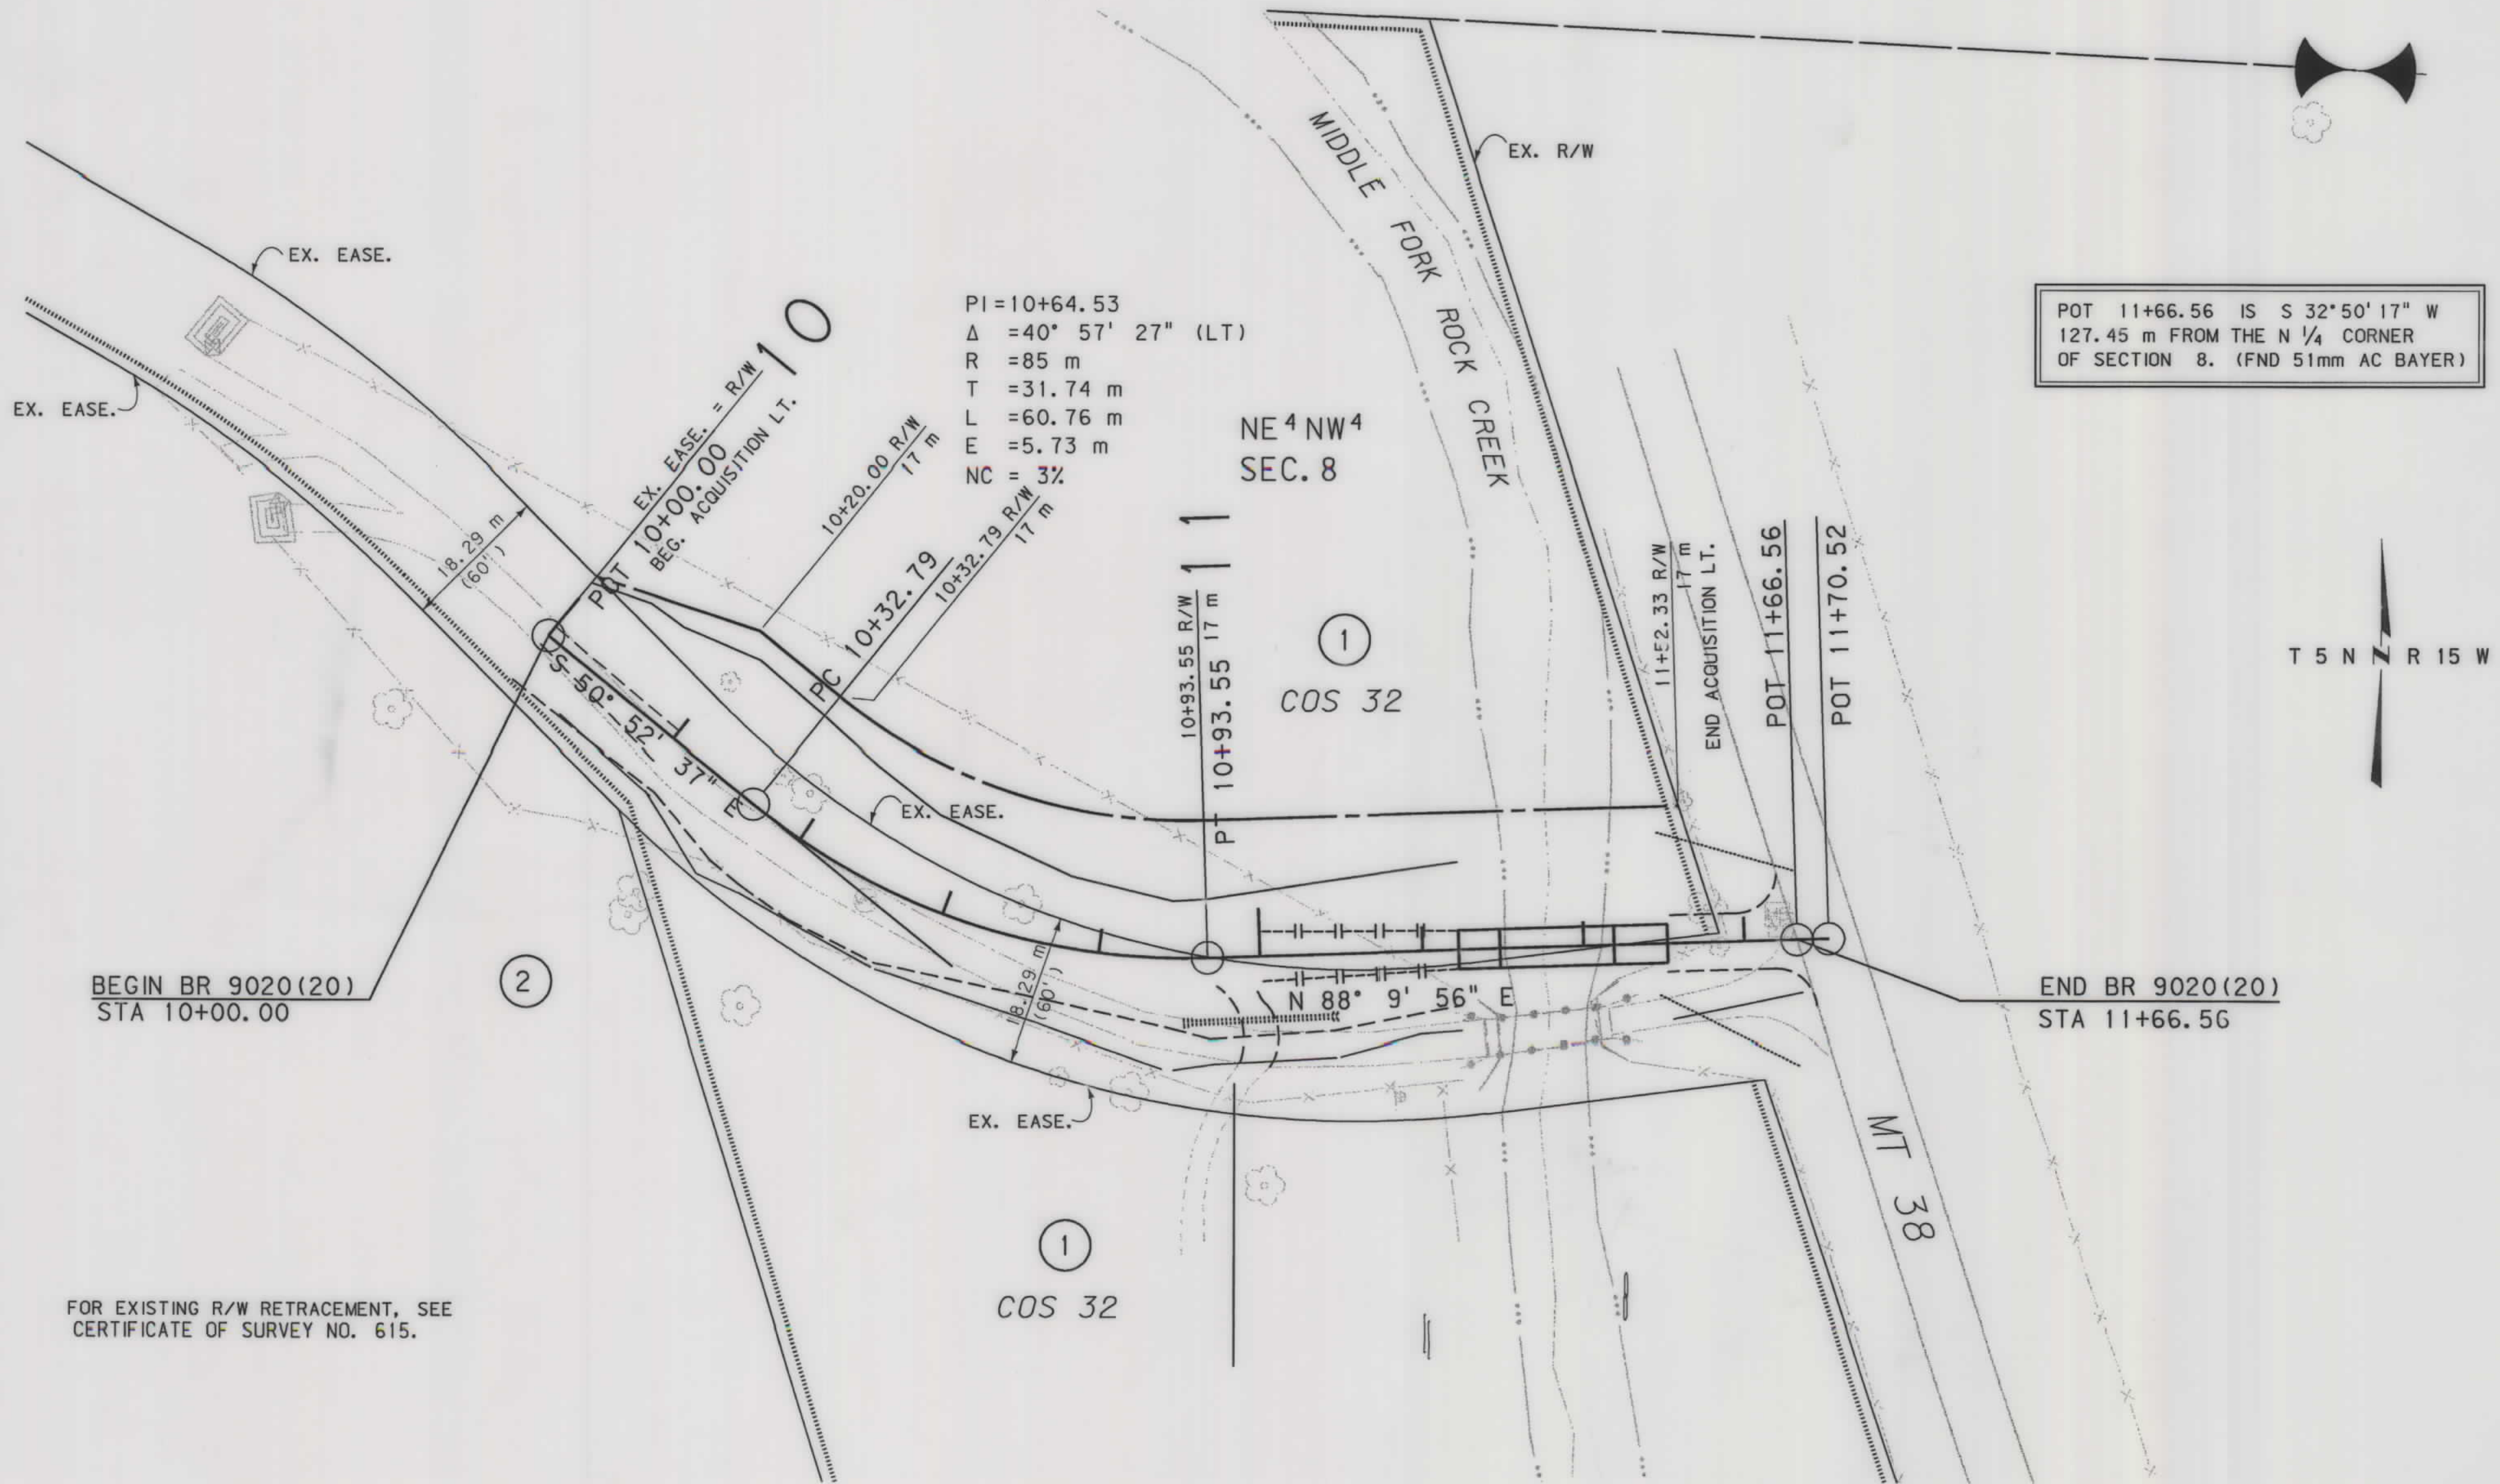 EX. R/W
MIDDLE FORK ROCK CREEK
EX. EASE.
EX. EASE.
18.29 m
(60')
EX. EASE. = R/W
POT 10+00.00
BEG. ACQUISITION LT.
10
10+20.00 R/W
17 m
PC 10+32.79
10+32.79 R/W
17 m
PI=10+64.53
Δ =40° 57' 27" (LT)
R =85 m
T =31.74 m
L =60.76 m
E =5.73 m
NC = 3%
NE 4 NW 4
SEC. 8
POT 11+66.56 IS S 32°50'17" W
127.45 m FROM THE N ¼ CORNER
OF SECTION 8. (FND 51mm AC BAYER)
10+93.55 R/W
17 m
11
PT 10+93.55
1
COS 32
11+52.33 R/W
17 m
END ACQUISITION LT.
POT 11+66.56
POT 11+70.52
T 5 N N R 15 W
S 50° 52' 37" E
EX. EASE.
18.29 m
(60')
N 88° 9' 56" E
BEGIN BR 9020(20)
STA 10+00.00
2
END BR 9020(20)
STA 11+66.56
EX. EASE.
MT 38
1
COS 32
FOR EXISTING R/W RETRACEMENT, SEE
CERTIFICATE OF SURVEY NO. 615.